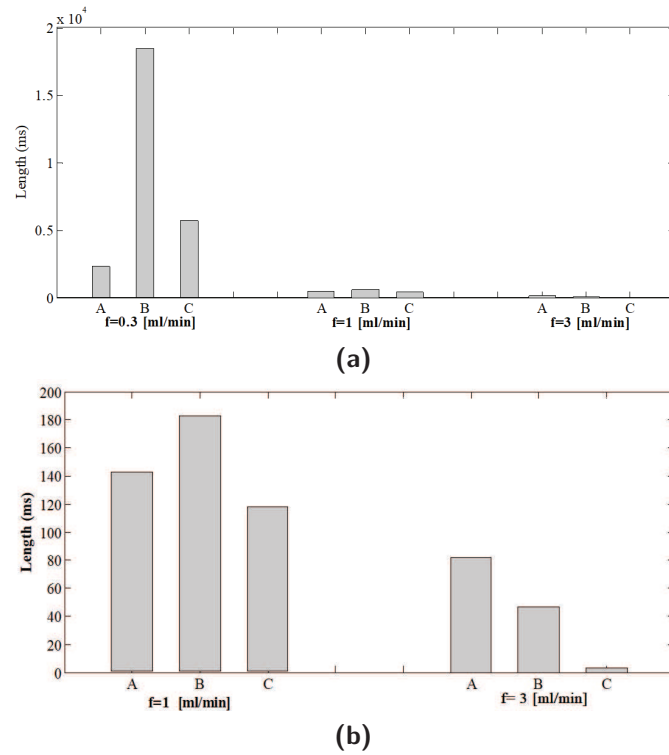 x 10⁴
2
1.5
1
0.5
0
Length (ms)
A B C A B C A B C
f=0.3 [ml/min] f=1 [ml/min] f=3 [ml/min]
(a)
200
180
160
140
120
100
80
60
40
20
0
Length (ms)
A B C A B C
f=1 [ml/min] f= 3 [ml/min]
(b)